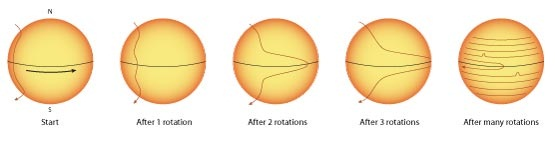 N
S
Start
After 1 rotation
After 2 rotations
After 3 rotations
After many rotations